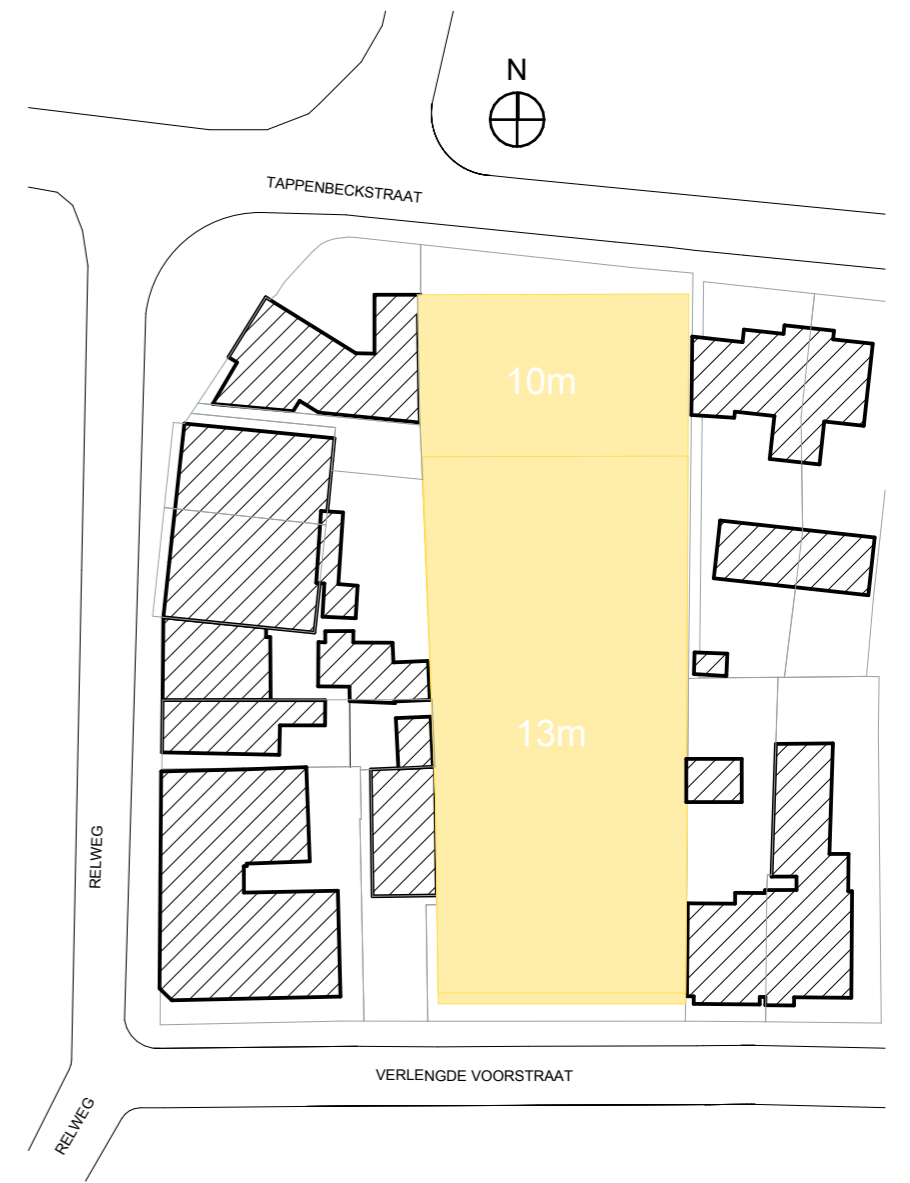 N
TAPPENBECKSTRAAT
10m
13m
RELWEG
VERLENGDE VOORSTRAAT
RELWEG